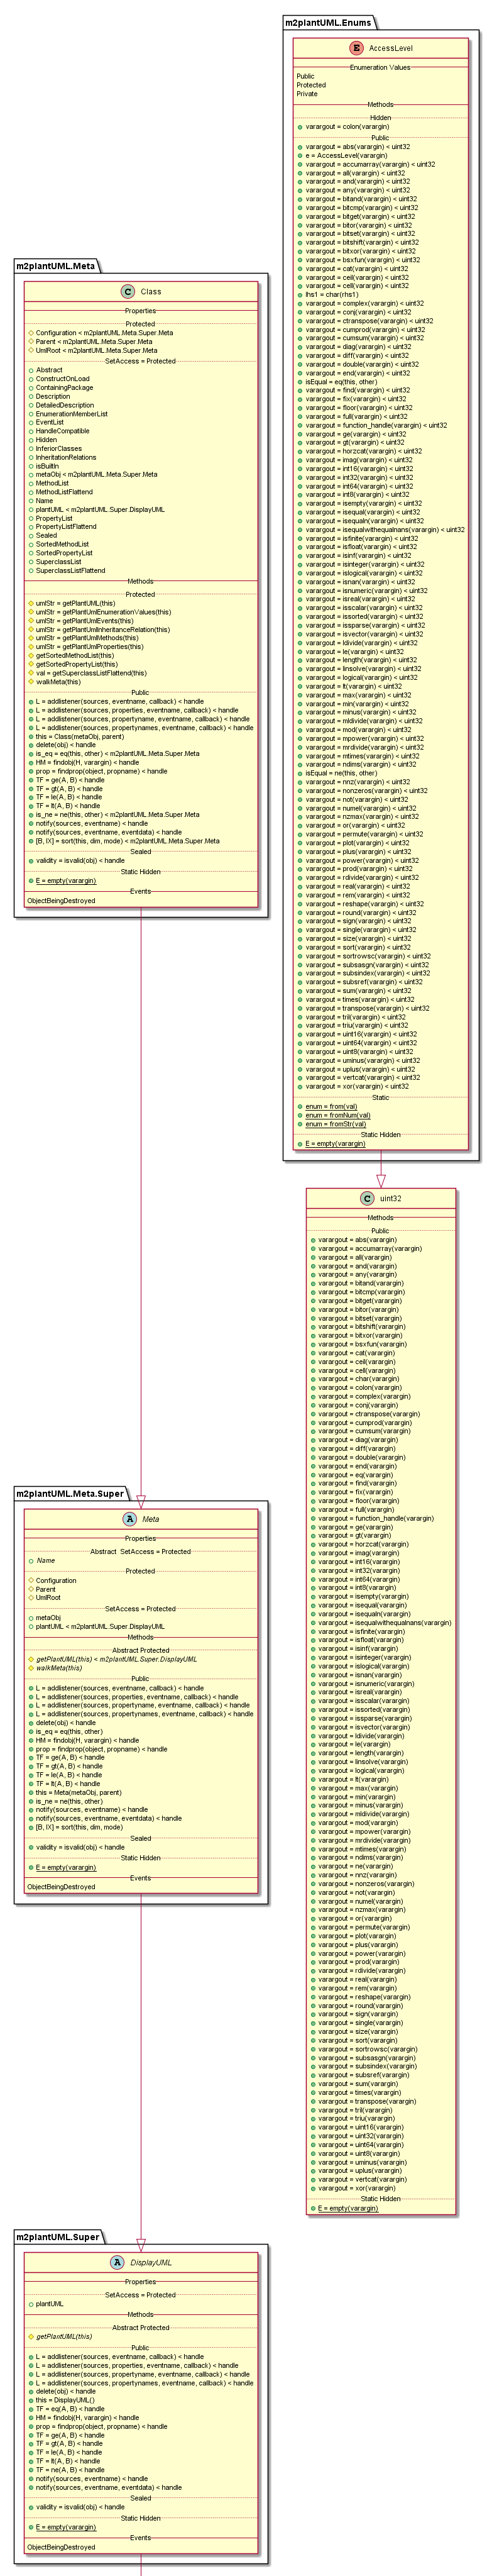 m2plantUML.Enums
AccessLevel
Enumeration Values
Public
Protected
Private
Methods
Hidden
varargout = colon(varargin)
Public
varargout = abs(varargin) < uint32
e = AccessLevel(varargin)
varargout = accumarray(varargin) < uint32
varargout = all(varargin) < uint32
varargout = and(varargin) < uint32
varargout = any(varargin) < uint32
varargout = bitand(varargin) < uint32
varargout = bitcmp(varargin) < uint32
varargout = bitget(varargin) < uint32
varargout = bitor(varargin) < uint32
varargout = bitset(varargin) < uint32
varargout = bitshift(varargin) < uint32
varargout = bitxor(varargin) < uint32
varargout = bsxfun(varargin) < uint32
varargout = cat(varargin) < uint32
varargout = ceil(varargin) < uint32
varargout = cell(varargin) < uint32
lhs1 = char(rhs1)
varargout = complex(varargin) < uint32
varargout = conj(varargin) < uint32
varargout = ctranspose(varargin) < uint32
varargout = cumprod(varargin) < uint32
varargout = cumsum(varargin) < uint32
varargout = diag(varargin) < uint32
varargout = diff(varargin) < uint32
varargout = double(varargin) < uint32
varargout = end(varargin) < uint32
isEqual = eq(this, other)
varargout = find(varargin) < uint32
varargout = fix(varargin) < uint32
varargout = floor(varargin) < uint32
varargout = full(varargin) < uint32
varargout = function_handle(varargin) < uint32
varargout = ge(varargin) < uint32
varargout = gt(varargin) < uint32
varargout = horzcat(varargin) < uint32
varargout = imag(varargin) < uint32
varargout = int16(varargin) < uint32
varargout = int32(varargin) < uint32
varargout = int64(varargin) < uint32
varargout = int8(varargin) < uint32
varargout = isempty(varargin) < uint32
varargout = isequal(varargin) < uint32
varargout = isequaln(varargin) < uint32
varargout = isequalwithequalnans(varargin) < uint32
varargout = isfinite(varargin) < uint32
varargout = isfloat(varargin) < uint32
varargout = isinf(varargin) < uint32
varargout = isinteger(varargin) < uint32
varargout = islogical(varargin) < uint32
varargout = isnan(varargin) < uint32
varargout = isnumeric(varargin) < uint32
varargout = isreal(varargin) < uint32
varargout = isscalar(varargin) < uint32
varargout = issorted(varargin) < uint32
varargout = issparse(varargin) < uint32
varargout = isvector(varargin) < uint32
varargout = ldivide(varargin) < uint32
varargout = le(varargin) < uint32
varargout = length(varargin) < uint32
varargout = linsolve(varargin) < uint32
varargout = logical(varargin) < uint32
varargout = lt(varargin) < uint32
varargout = max(varargin) < uint32
varargout = min(varargin) < uint32
varargout = minus(varargin) < uint32
varargout = mldivide(varargin) < uint32
varargout = mod(varargin) < uint32
varargout = mpower(varargin) < uint32
varargout = mrdivide(varargin) < uint32
varargout = mtimes(varargin) < uint32
varargout = ndims(varargin) < uint32
isEqual = ne(this, other)
varargout = nnz(varargin) < uint32
varargout = nonzeros(varargin) < uint32
varargout = not(varargin) < uint32
varargout = numel(varargin) < uint32
varargout = nzmax(varargin) < uint32
varargout = or(varargin) < uint32
varargout = permute(varargin) < uint32
varargout = plot(varargin) < uint32
varargout = plus(varargin) < uint32
varargout = power(varargin) < uint32
varargout = prod(varargin) < uint32
varargout = rdivide(varargin) < uint32
varargout = real(varargin) < uint32
varargout = rem(varargin) < uint32
varargout = reshape(varargin) < uint32
varargout = round(varargin) < uint32
varargout = sign(varargin) < uint32
varargout = single(varargin) < uint32
varargout = size(varargin) < uint32
varargout = sort(varargin) < uint32
varargout = sortrowsc(varargin) < uint32
varargout = subsasgn(varargin) < uint32
varargout = subsindex(varargin) < uint32
varargout = subsref(varargin) < uint32
varargout = sum(varargin) < uint32
varargout = times(varargin) < uint32
varargout = transpose(varargin) < uint32
varargout = tril(varargin) < uint32
varargout = triu(varargin) < uint32
varargout = uint16(varargin) < uint32
varargout = uint64(varargin) < uint32
varargout = uint8(varargin) < uint32
varargout = uminus(varargin) < uint32
varargout = uplus(varargin) < uint32
varargout = vertcat(varargin) < uint32
varargout = xor(varargin) < uint32
Static
enum = from(val)
enum = fromNum(val)
enum = fromStr(val)
Static Hidden
E = empty(varargin)
m2plantUML.Meta
Class
Properties
Protected
Configuration < m2plantUML.Meta.Super.Meta
Parent < m2plantUML.Meta.Super.Meta
UmlRoot < m2plantUML.Meta.Super.Meta
SetAccess = Protected
Abstract
ConstructOnLoad
ContainingPackage
Description
DetailedDescription
EnumerationMemberList
EventList
HandleCompatible
Hidden
InferiorClasses
InheritationRelations
isBuiltIn
metaObj < m2plantUML.Meta.Super.Meta
MethodList
MethodListFlattend
Name
plantUML < m2plantUML.Meta.Super.DisplayUML
PropertyList
PropertyListFlattend
Sealed
SortedMethodList
SortedPropertyList
SuperclassList
SuperclassListFlattend
Methods
Protected
umlStr = getPlantUML(this)
umlStr = getPlantUmlEnumerationValues(this)
umlStr = getPlantUmlEvents(this)
umlStr = getPlantUmlInheritanceRelation(this)
umlStr = getPlantUmlMethods(this)
umlStr = getPlantUmlProperties(this)
getSortedMethodList(this)
getSortedPropertyList(this)
val = getSuperclassListFlattend(this)
walkMeta(this)
Public
L = addlistener(sources, eventname, callback) < handle
L = addlistener(sources, properties, eventname, callback) < handle
L = addlistener(sources, propertyname, eventname, callback) < handle
L = addlistener(sources, propertynames, eventname, callback) < handle
this = Class(metaObj, parent)
delete(obj) < handle
is_eq = eq(this, other) < m2plantUML.Meta.Super.Meta
HM = findobj(H, varargin) < handle
prop = findprop(object, propname) < handle
TF = ge(A, B) < handle
TF = gt(A, B) < handle
TF = le(A, B) < handle
TF = lt(A, B) < handle
is_ne = ne(this, other) < m2plantUML.Meta.Super.Meta
notify(sources, eventname) < handle
notify(sources, eventname, eventdata) < handle
[B, IX] = sort(this, dim, mode) < m2plantUML.Meta.Super.Meta
Sealed
validity = isvalid(obj) < handle
Static Hidden
E = empty(varargin)
Events
ObjectBeingDestroyed
uint32
Methods
Public
varargout = abs(varargin)
varargout = accumarray(varargin)
varargout = all(varargin)
varargout = and(varargin)
varargout = any(varargin)
varargout = bitand(varargin)
varargout = bitcmp(varargin)
varargout = bitget(varargin)
varargout = bitor(varargin)
varargout = bitset(varargin)
varargout = bitshift(varargin)
varargout = bitxor(varargin)
varargout = bsxfun(varargin)
varargout = cat(varargin)
varargout = ceil(varargin)
varargout = cell(varargin)
varargout = char(varargin)
varargout = colon(varargin)
varargout = complex(varargin)
varargout = conj(varargin)
varargout = ctranspose(varargin)
varargout = cumprod(varargin)
varargout = cumsum(varargin)
varargout = diag(varargin)
varargout = diff(varargin)
varargout = double(varargin)
varargout = end(varargin)
varargout = eq(varargin)
varargout = find(varargin)
varargout = fix(varargin)
varargout = floor(varargin)
varargout = full(varargin)
varargout = function_handle(varargin)
varargout = ge(varargin)
varargout = gt(varargin)
varargout = horzcat(varargin)
varargout = imag(varargin)
varargout = int16(varargin)
varargout = int32(varargin)
varargout = int64(varargin)
varargout = int8(varargin)
varargout = isempty(varargin)
varargout = isequal(varargin)
varargout = isequaln(varargin)
varargout = isequalwithequalnans(varargin)
varargout = isfinite(varargin)
varargout = isfloat(varargin)
varargout = isinf(varargin)
varargout = isinteger(varargin)
varargout = islogical(varargin)
varargout = isnan(varargin)
varargout = isnumeric(varargin)
varargout = isreal(varargin)
varargout = isscalar(varargin)
varargout = issorted(varargin)
varargout = issparse(varargin)
varargout = isvector(varargin)
varargout = ldivide(varargin)
varargout = le(varargin)
varargout = length(varargin)
varargout = linsolve(varargin)
varargout = logical(varargin)
varargout = lt(varargin)
varargout = max(varargin)
varargout = min(varargin)
varargout = minus(varargin)
varargout = mldivide(varargin)
varargout = mod(varargin)
varargout = mpower(varargin)
varargout = mrdivide(varargin)
varargout = mtimes(varargin)
varargout = ndims(varargin)
varargout = ne(varargin)
varargout = nnz(varargin)
varargout = nonzeros(varargin)
varargout = not(varargin)
varargout = numel(varargin)
varargout = nzmax(varargin)
varargout = or(varargin)
varargout = permute(varargin)
varargout = plot(varargin)
varargout = plus(varargin)
varargout = power(varargin)
varargout = prod(varargin)
varargout = rdivide(varargin)
varargout = real(varargin)
varargout = rem(varargin)
varargout = reshape(varargin)
varargout = round(varargin)
varargout = sign(varargin)
varargout = single(varargin)
varargout = size(varargin)
varargout = sort(varargin)
varargout = sortrowsc(varargin)
varargout = subsasgn(varargin)
varargout = subsindex(varargin)
varargout = subsref(varargin)
varargout = sum(varargin)
varargout = times(varargin)
varargout = transpose(varargin)
varargout = tril(varargin)
varargout = triu(varargin)
varargout = uint16(varargin)
varargout = uint32(varargin)
varargout = uint64(varargin)
varargout = uint8(varargin)
varargout = uminus(varargin)
varargout = uplus(varargin)
varargout = vertcat(varargin)
varargout = xor(varargin)
Static Hidden
E = empty(varargin)
m2plantUML.Meta.Super
Meta
Properties
Abstract SetAccess = Protected
Name
Protected
Configuration
Parent
UmlRoot
SetAccess = Protected
metaObj
plantUML < m2plantUML.Super.DisplayUML
Methods
Abstract Protected
getPlantUML(this) < m2plantUML.Super.DisplayUML
walkMeta(this)
Public
L = addlistener(sources, eventname, callback) < handle
L = addlistener(sources, properties, eventname, callback) < handle
L = addlistener(sources, propertyname, eventname, callback) < handle
L = addlistener(sources, propertynames, eventname, callback) < handle
delete(obj) < handle
is_eq = eq(this, other)
HM = findobj(H, varargin) < handle
prop = findprop(object, propname) < handle
TF = ge(A, B) < handle
TF = gt(A, B) < handle
TF = le(A, B) < handle
TF = lt(A, B) < handle
this = Meta(metaObj, parent)
is_ne = ne(this, other)
notify(sources, eventname) < handle
notify(sources, eventname, eventdata) < handle
[B, IX] = sort(this, dim, mode)
Sealed
validity = isvalid(obj) < handle
Static Hidden
E = empty(varargin)
Events
ObjectBeingDestroyed
m2plantUML.Super
DisplayUML
Properties
SetAccess = Protected
plantUML
Methods
Abstract Protected
getPlantUML(this)
Public
L = addlistener(sources, eventname, callback) < handle
L = addlistener(sources, properties, eventname, callback) < handle
L = addlistener(sources, propertyname, eventname, callback) < handle
L = addlistener(sources, propertynames, eventname, callback) < handle
delete(obj) < handle
this = DisplayUML()
TF = eq(A, B) < handle
HM = findobj(H, varargin) < handle
prop = findprop(object, propname) < handle
TF = ge(A, B) < handle
TF = gt(A, B) < handle
TF = le(A, B) < handle
TF = lt(A, B) < handle
TF = ne(A, B) < handle
notify(sources, eventname) < handle
notify(sources, eventname, eventdata) < handle
Sealed
validity = isvalid(obj) < handle
Static Hidden
E = empty(varargin)
Events
ObjectBeingDestroyed